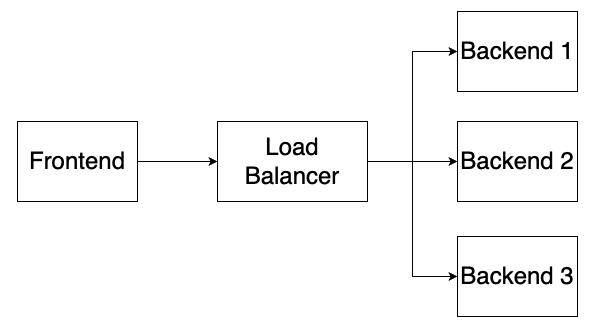 Backend 1
Frontend
Load
Balancer
Backend 2
Backend 3